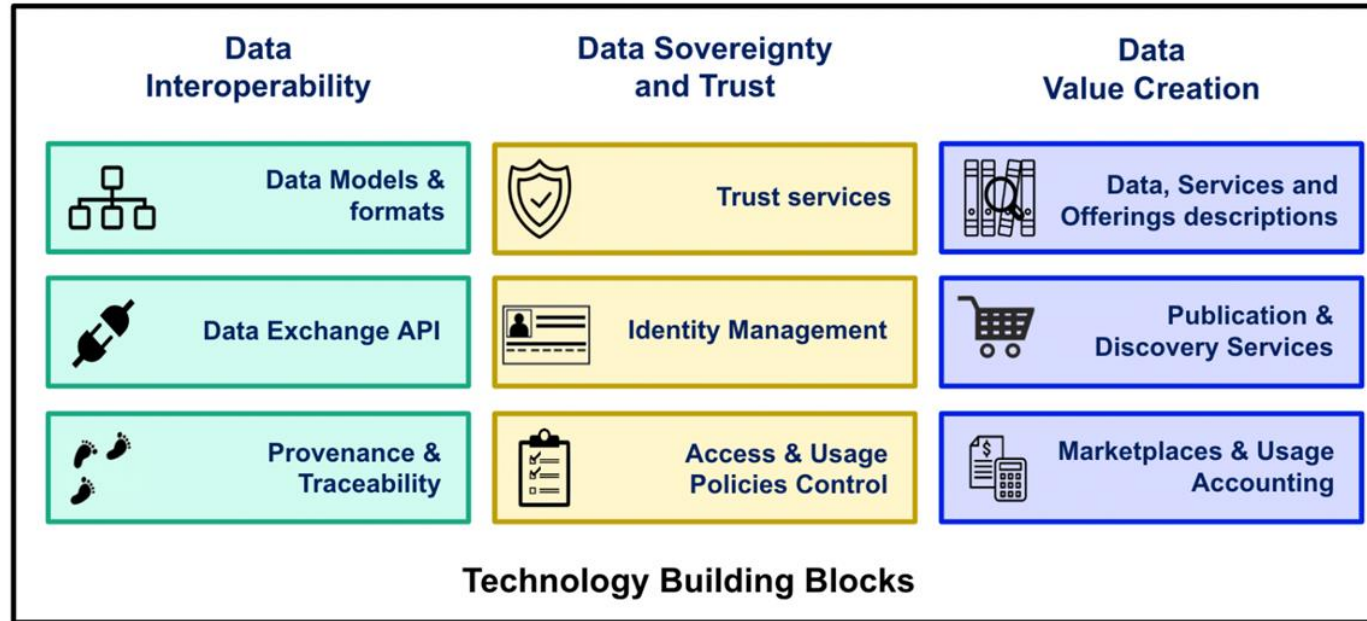 Data
Interoperability
Data Sovereignty
and Trust
Data
Value Creation
Data Models &
formats
Trust services
Data, Services and
Offerings descriptions
Data Exchange API
Identity Management
Publication &
Discovery Services
Provenance &
Traceability
Access & Usage
Policies Control
$
Marketplaces & Usage
Accounting
Technology Building Blocks